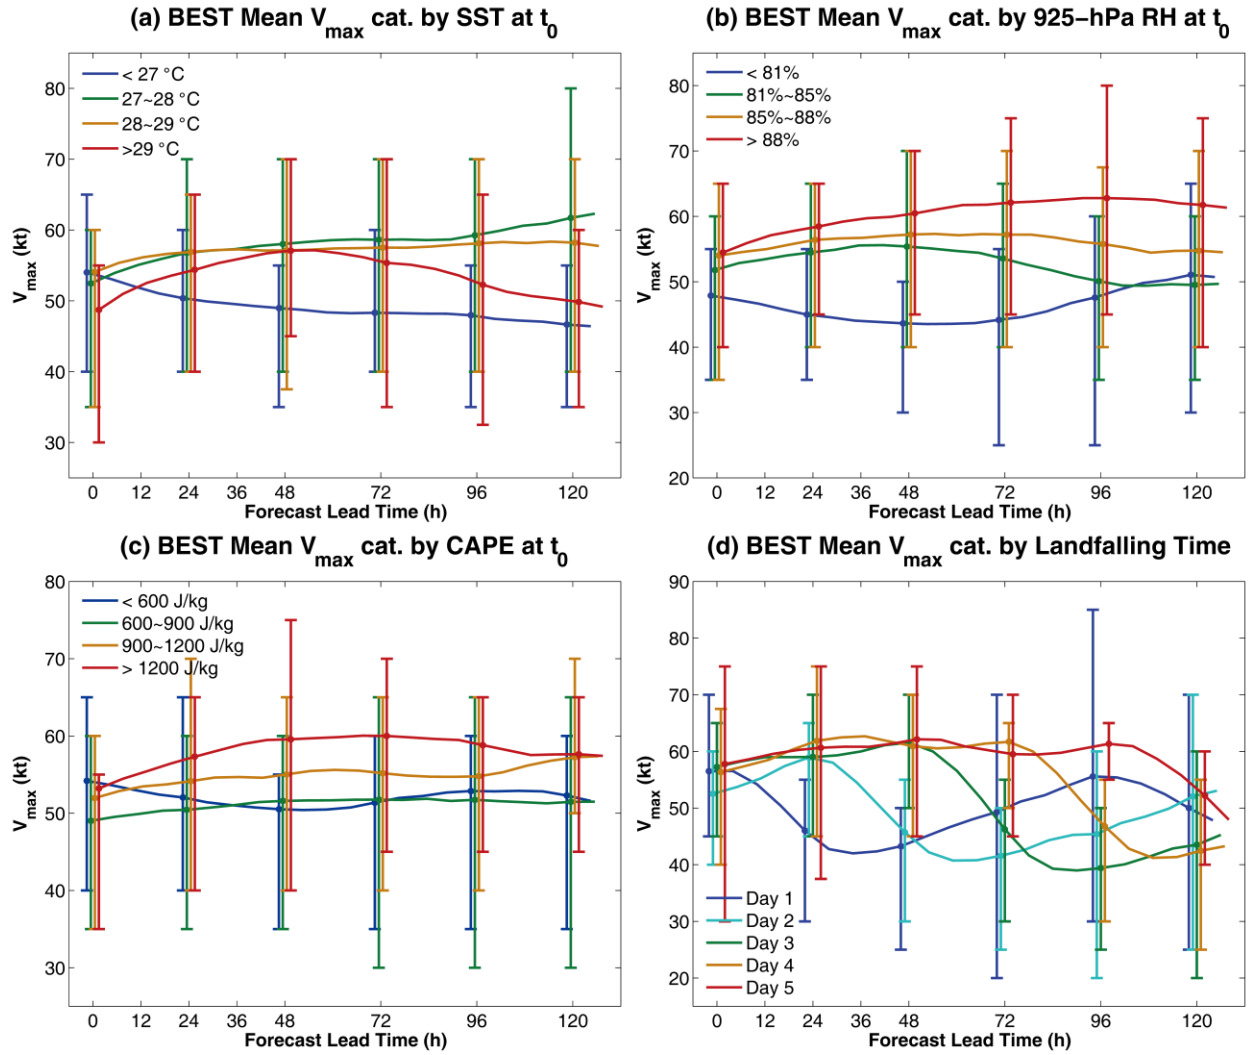 (a) BEST Mean Vmax cat. by SST at t0
< 27 °C
27~28 °C
28~29 °C
>29 °C
80
70
60
50
40
30
Vmax (kt)
0 12 24 36 48 72 96 120
Forecast Lead Time (h)
(b) BEST Mean Vmax cat. by 925−hPa RH at t0
< 81%
81%~85%
85%~88%
> 88%
80
70
60
50
40
30
20
Vmax (kt)
0 12 24 36 48 72 96 120
Forecast Lead Time (h)
(c) BEST Mean Vmax cat. by CAPE at t0
< 600 J/kg
600~900 J/kg
900~1200 J/kg
> 1200 J/kg
80
70
60
50
40
30
Vmax (kt)
0 12 24 36 48 72 96 120
Forecast Lead Time (h)
(d) BEST Mean Vmax cat. by Landfalling Time
90
80
70
60
50
40
30
20
Vmax (kt)
Day 1
Day 2
Day 3
Day 4
Day 5
0 12 24 36 48 72 96 120
Forecast Lead Time (h)